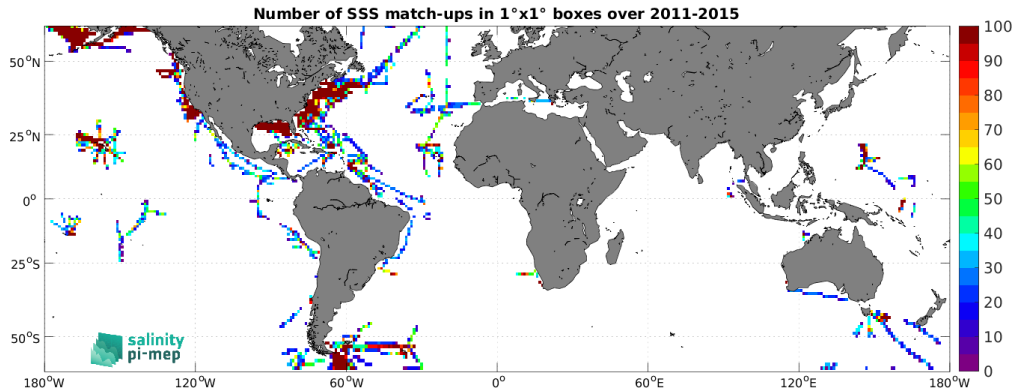 Number of SSS match-ups in 1°x1° boxes over 2011-2015
50°N
25°N
0°
25°S
50°S
180°W
120°W
60°W
0°
60°E
120°E
180°W
100
90
80
70
60
50
40
30
20
10
0
salinity
pi-mep